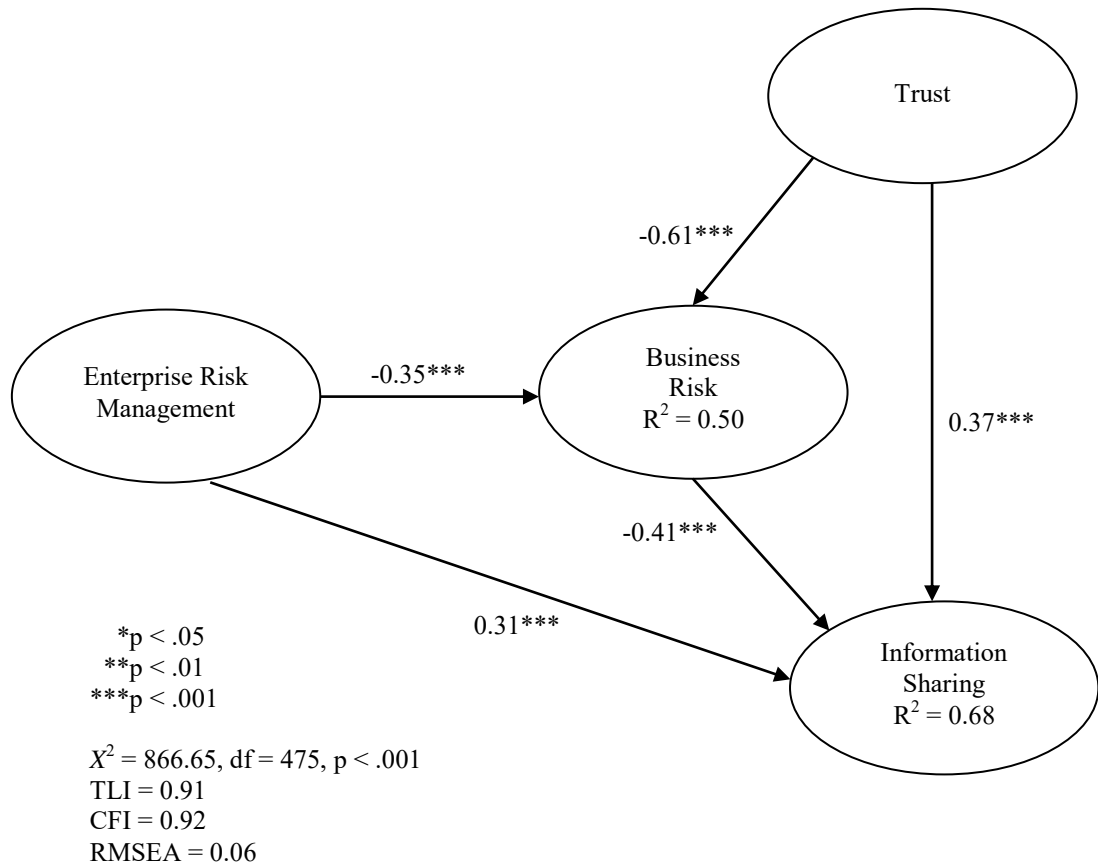 Trust
-0.61***
Enterprise Risk
Management
-0.35***
Business
Risk
R² = 0.50
0.37***
-0.41***
0.31***
Information
Sharing
R² = 0.68
*p < .05
**p < .01
***p < .001
X² = 866.65, df = 475, p < .001
TLI = 0.91
CFI = 0.92
RMSEA = 0.06